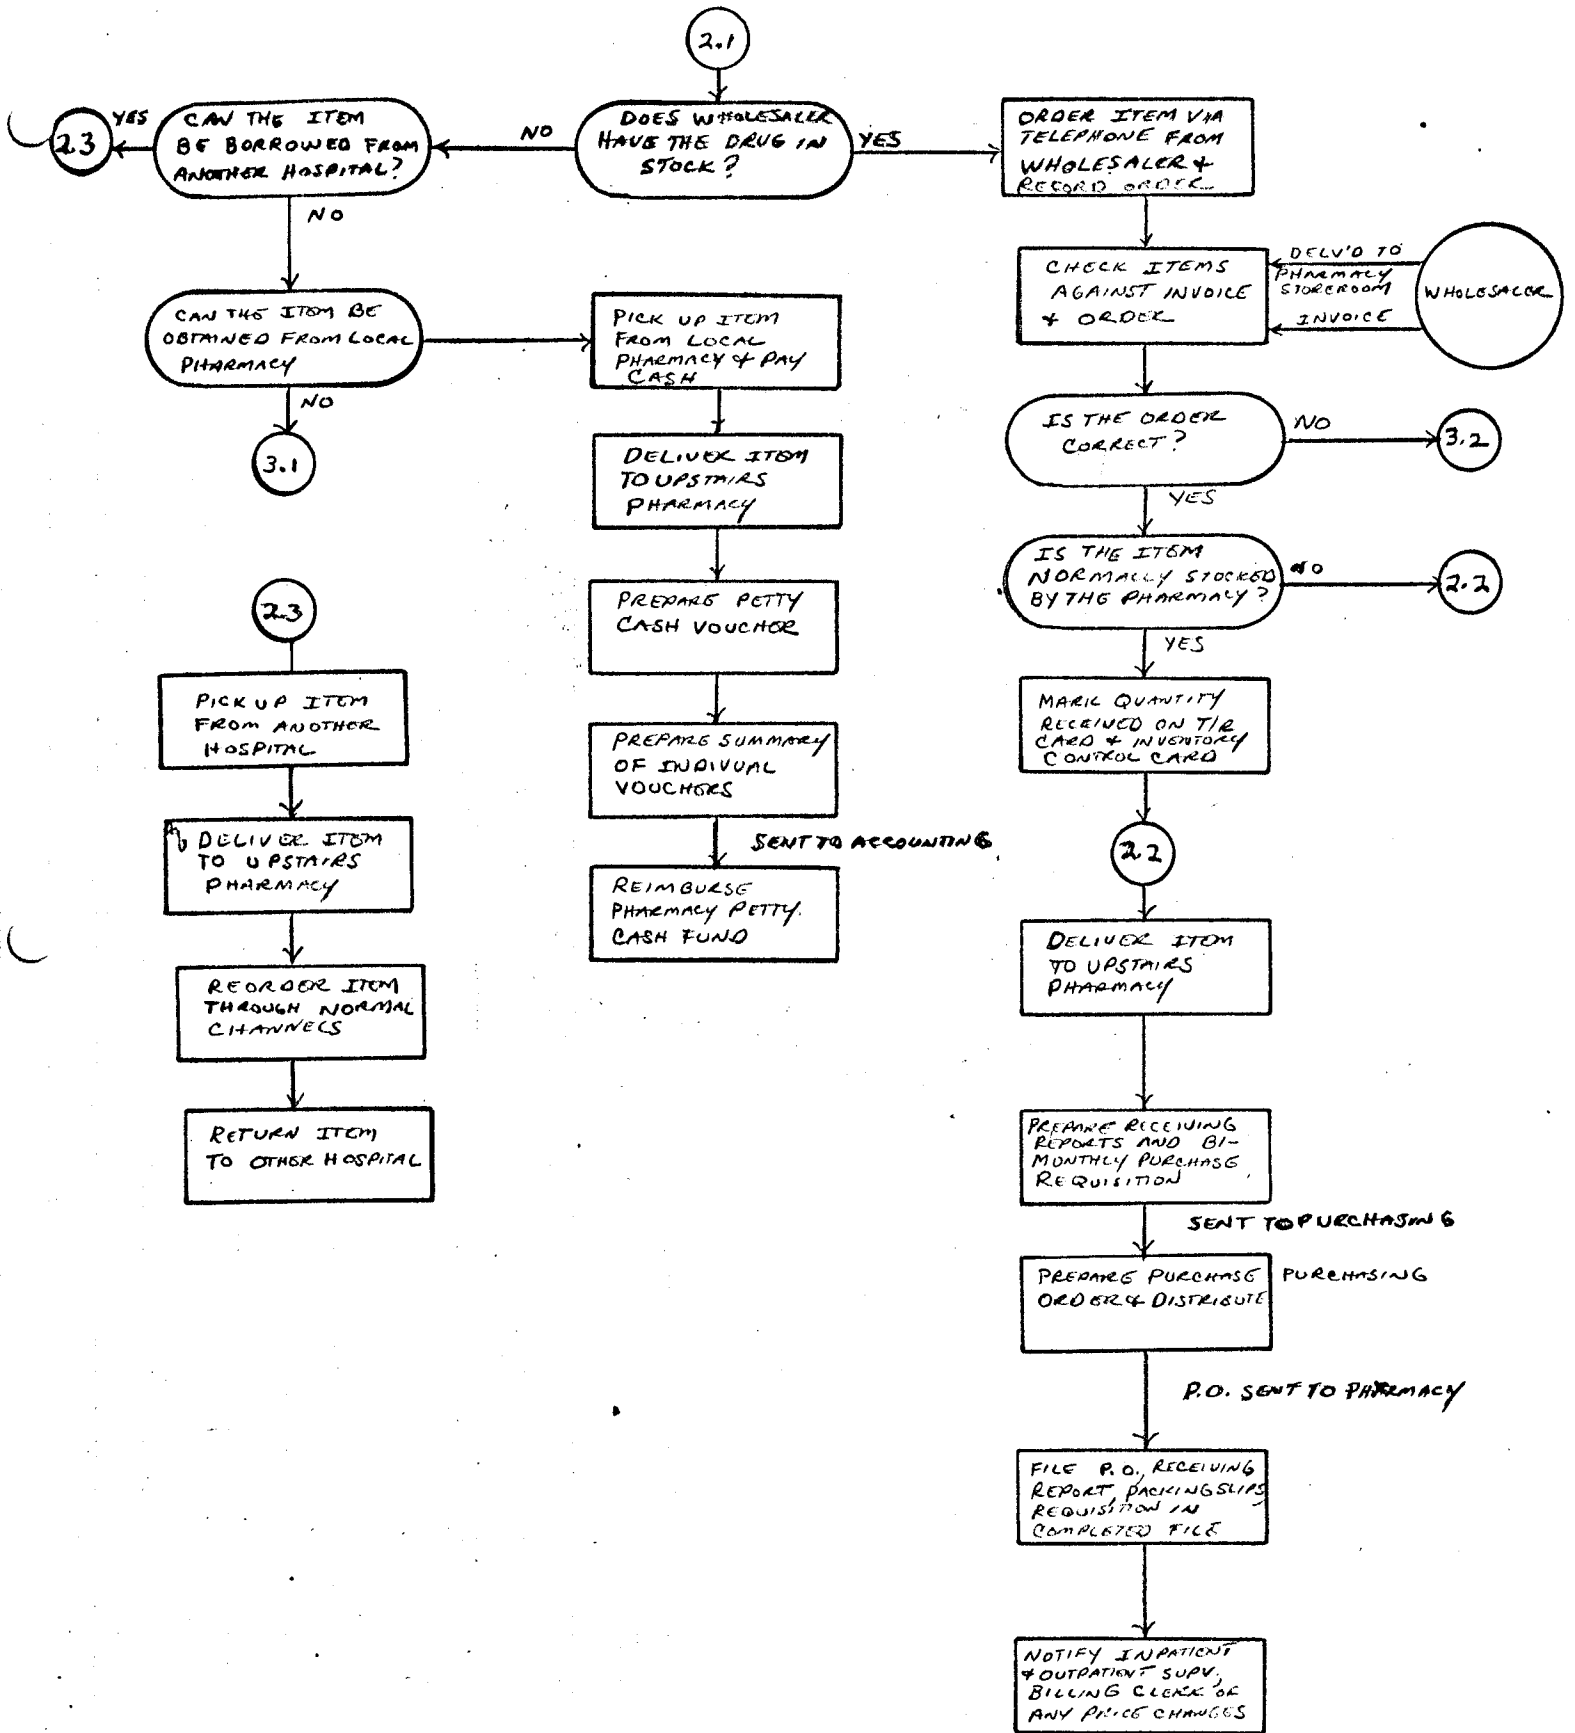 2.1
DOES WHOLESALER
HAVE THE DRUG IN
STOCK?
NO
YES
CAN THE ITEM
BE BORROWED FROM
ANOTHER HOSPITAL?
YES
2.3
NO
CAN THE ITEM BE
OBTAINED FROM LOCAL
PHARMACY
NO
3.1
2.3
PICK UP ITEM
FROM ANOTHER
HOSPITAL
DELIVER ITEM
TO UPSTAIRS
PHARMACY
REORDER ITEM
THROUGH NORMAL
CHANNELS
RETURN ITEM
TO OTHER HOSPITAL
PICK UP ITEM
FROM LOCAL
PHARMACY & PAY
CASH
DELIVER ITEM
TO UPSTAIRS
PHARMACY
PREPARE PETTY
CASH VOUCHER
PREPARE SUMMARY
OF INDIVUAL
VOUCHERS
SENT TO ACCOUNTING
REIMBURSE
PHARMACY PETTY
CASH FUND
ORDER ITEM VIA
TELEPHONE FROM
WHOLESALER &
RECORD ORDER
CHECK ITEMS
AGAINST INVOICE
& ORDER
DELV'D TO
PHARMACY
STOREROOM
INVOICE
WHOLESALER
IS THE ORDER
CORRECT?
NO
3.2
YES
IS THE ITEM
NORMALLY STOCKED
BY THE PHARMACY?
NO
2.2
YES
MARK QUANTITY
RECEIVED ON T/R
CARD & INVENTORY
CONTROL CARD
2.2
DELIVER ITEM
TO UPSTAIRS
PHARMACY
PREPARE RECEIVING
REPORTS AND BI-
MONTHLY PURCHASE
REQUISITION
SENT TO PURCHASING
PREPARE PURCHASE
ORDER & DISTRIBUTE
PURCHASING
P.O. SENT TO PHARMACY
FILE P.O., RECEIVING
REPORT, PACKING SLIPS,
REQUISITION IN
COMPLETED FILE
NOTIFY INPATIENT
& OUTPATIENT SUPV.,
BILLING CLERK OF
ANY PRICE CHANGES